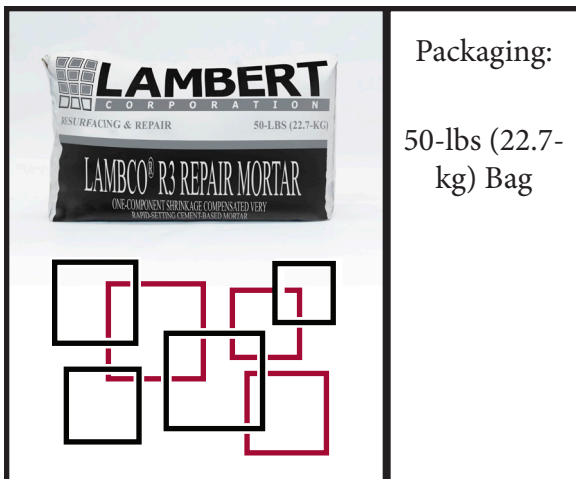 LAMBERT
CORPORATION
RESURFACING & REPAIR 50-LBS (22.7-KG)
LAMBCO® R3 REPAIR MORTAR
ONE-COMPONENT SHRINKAGE COMPENSATED VERY
RAPID-SETTING CEMENT-BASED MORTAR
Packaging:
50-lbs (22.7-
kg) Bag